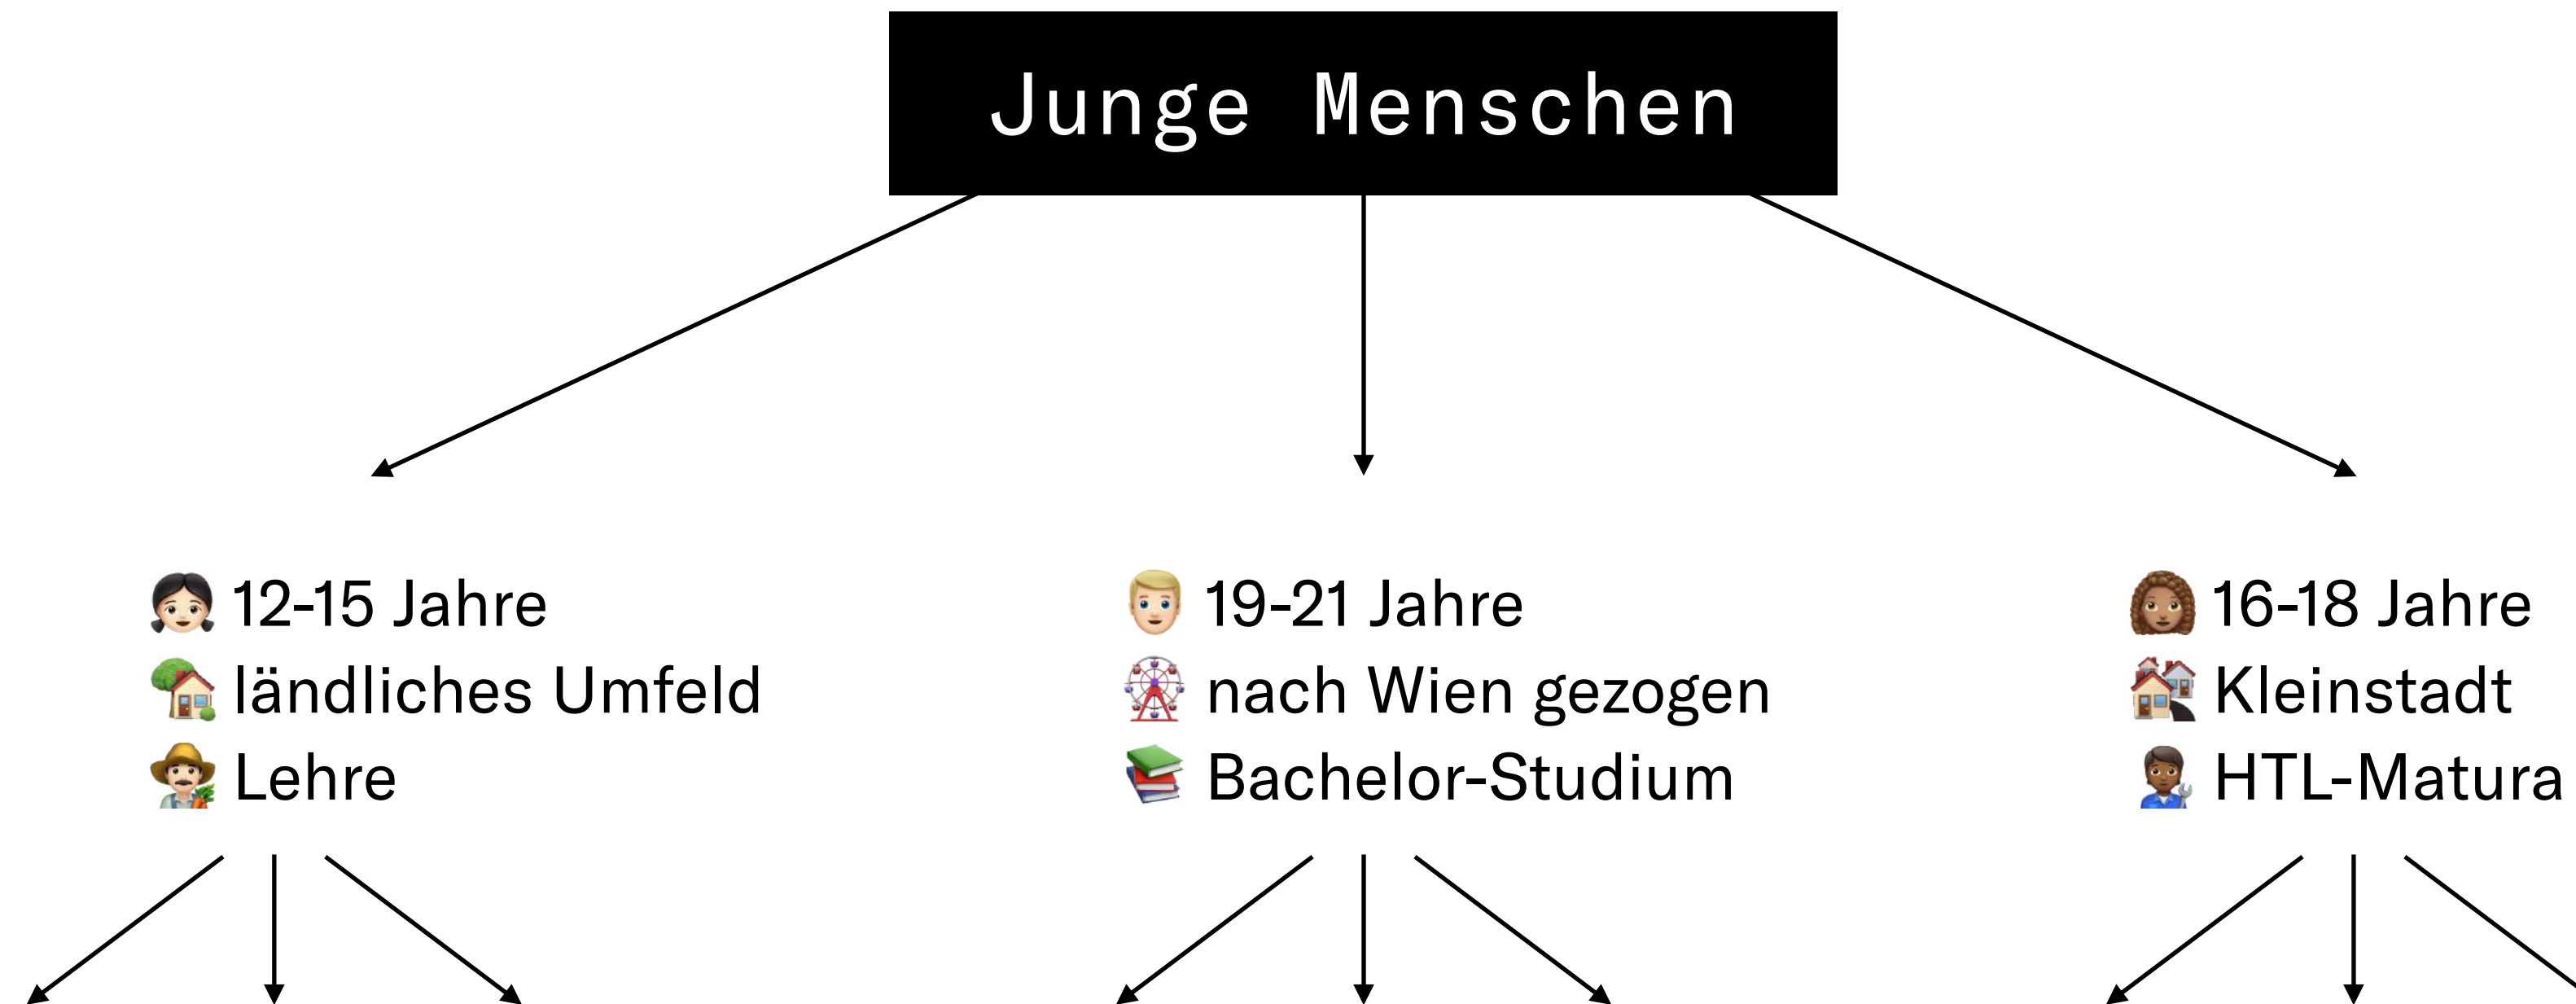 Junge Menschen
12-15 Jahre
ländliches Umfeld
Lehre
19-21 Jahre
nach Wien gezogen
Bachelor-Studium
16-18 Jahre
Kleinstadt
HTL-Matura